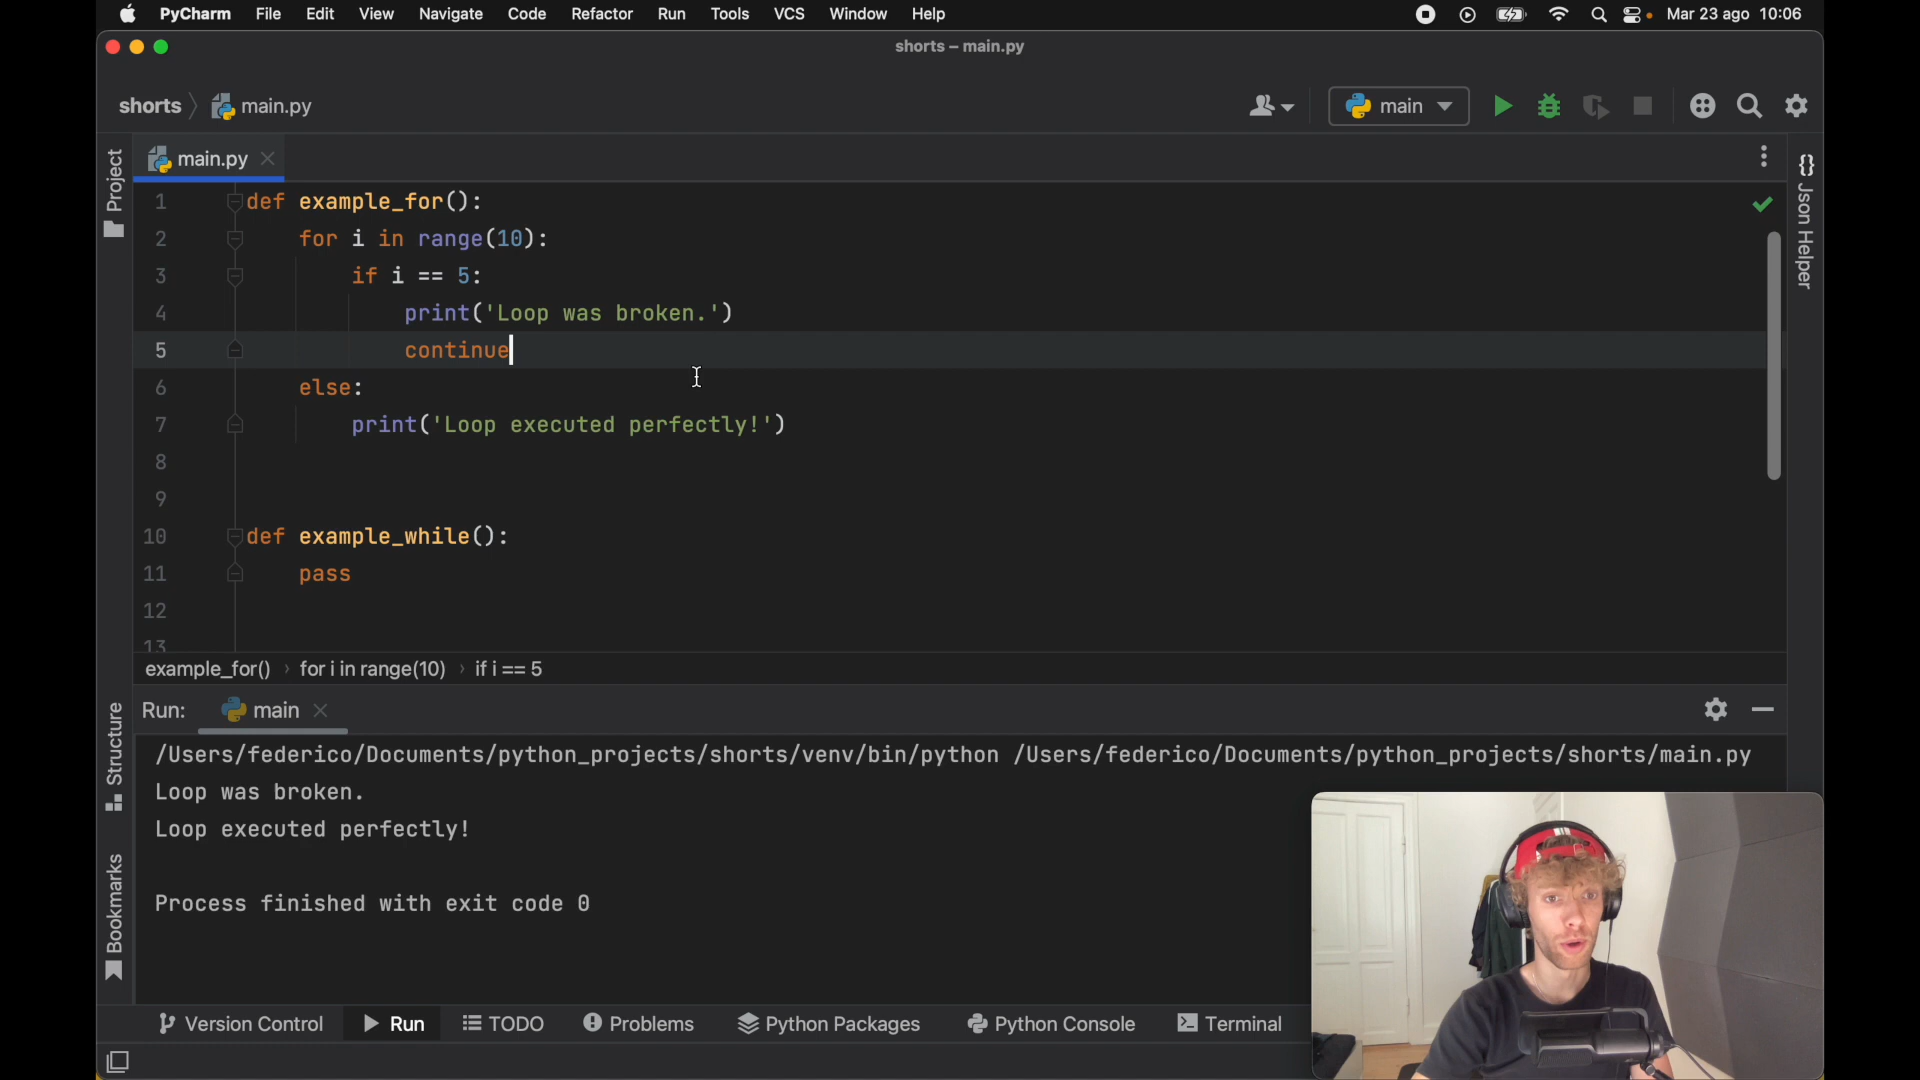 PyCharm File Edit View Navigate Code Refactor Run Tools VCS Window Help Mar 23 ago 10:06
shorts – main.py
shorts main.py main
Project
main.py
Json Helper
1 def example_for():
2 for i in range(10):
3 if i == 5:
4 print('Loop was broken.')
5 continue
6 else:
7 print('Loop executed perfectly!')
8
9
10 def example_while():
11 pass
12
13
example_for() › for i in range(10) › if i == 5
Run: main
Structure
Bookmarks
/Users/federico/Documents/python_projects/shorts/venv/bin/python /Users/federico/Documents/python_projects/shorts/main.py
Loop was broken.
Loop executed perfectly!
Process finished with exit code 0
Version Control Run TODO Problems Python Packages Python Console Terminal